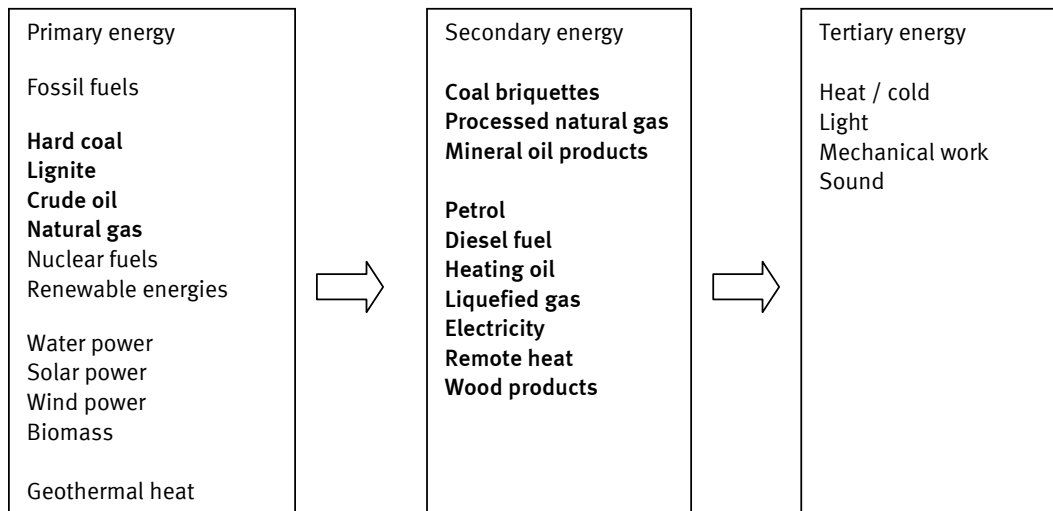 Primary energy
Fossil fuels
Hard coal
Lignite
Crude oil
Natural gas
Nuclear fuels
Renewable energies
Water power
Solar power
Wind power
Biomass
Geothermal heat
Secondary energy
Coal briquettes
Processed natural gas
Mineral oil products
Petrol
Diesel fuel
Heating oil
Liquefied gas
Electricity
Remote heat
Wood products
Tertiary energy
Heat / cold
Light
Mechanical work
Sound